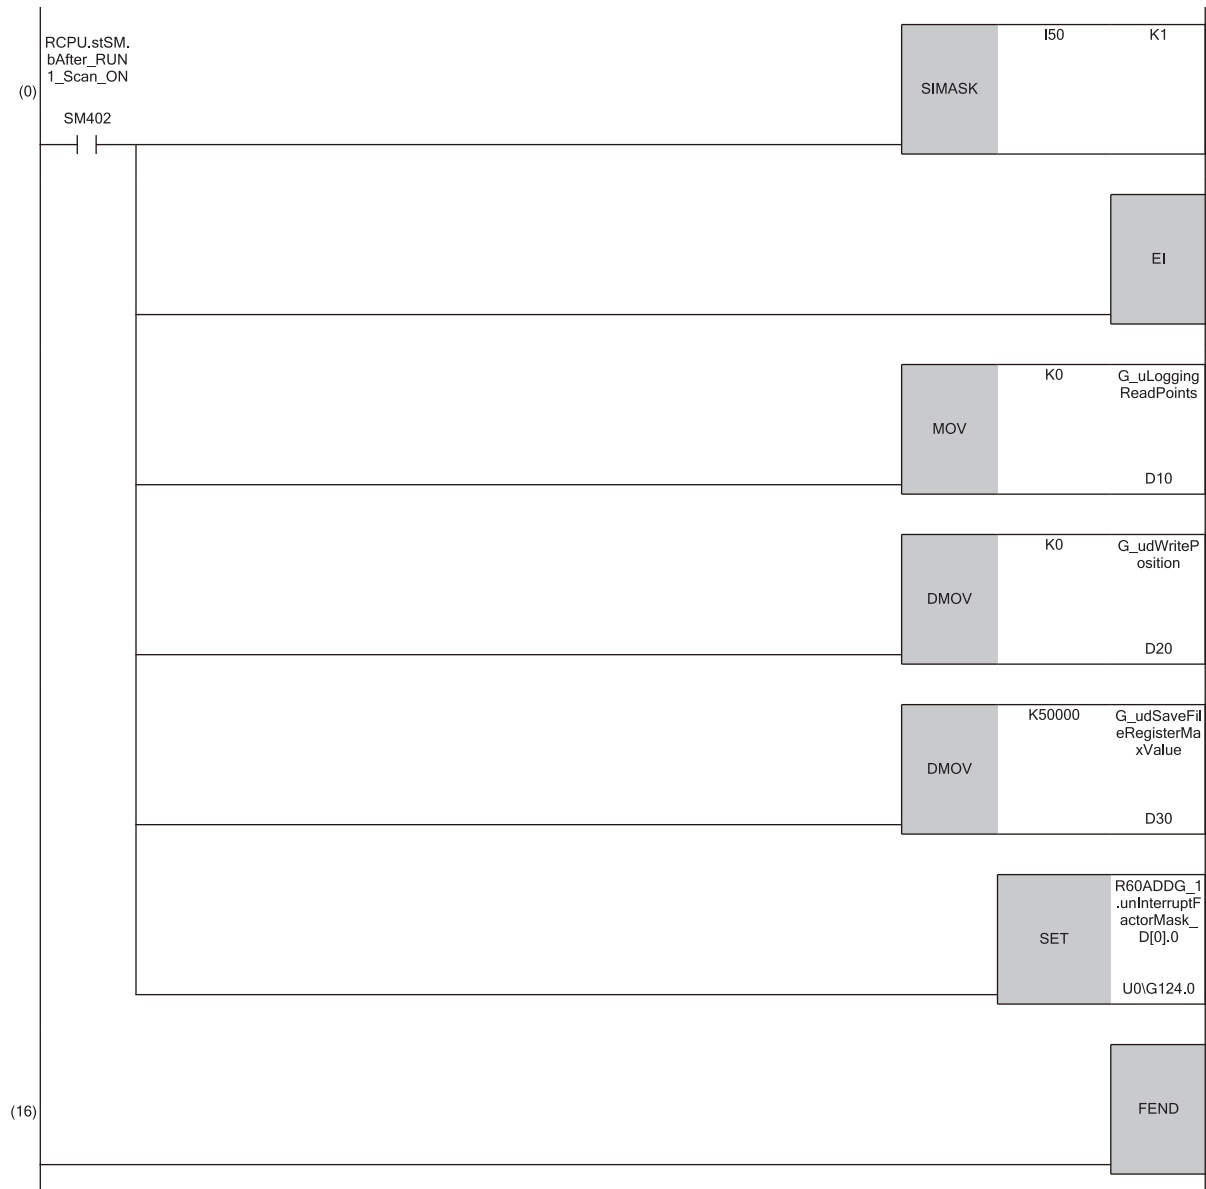 RCPU.stSM.
bAfter_RUN
1_Scan_ON
(0)
SM402
SIMASK
I50
K1
EI
MOV
K0
G_uLogging
ReadPoints
D10
DMOV
K0
G_udWriteP
osition
D20
DMOV
K50000
G_udSaveFil
eRegisterMa
xValue
D30
SET
R60ADDG_1
.unInterruptF
actorMask_
D[0].0
U0\G124.0
(16)
FEND